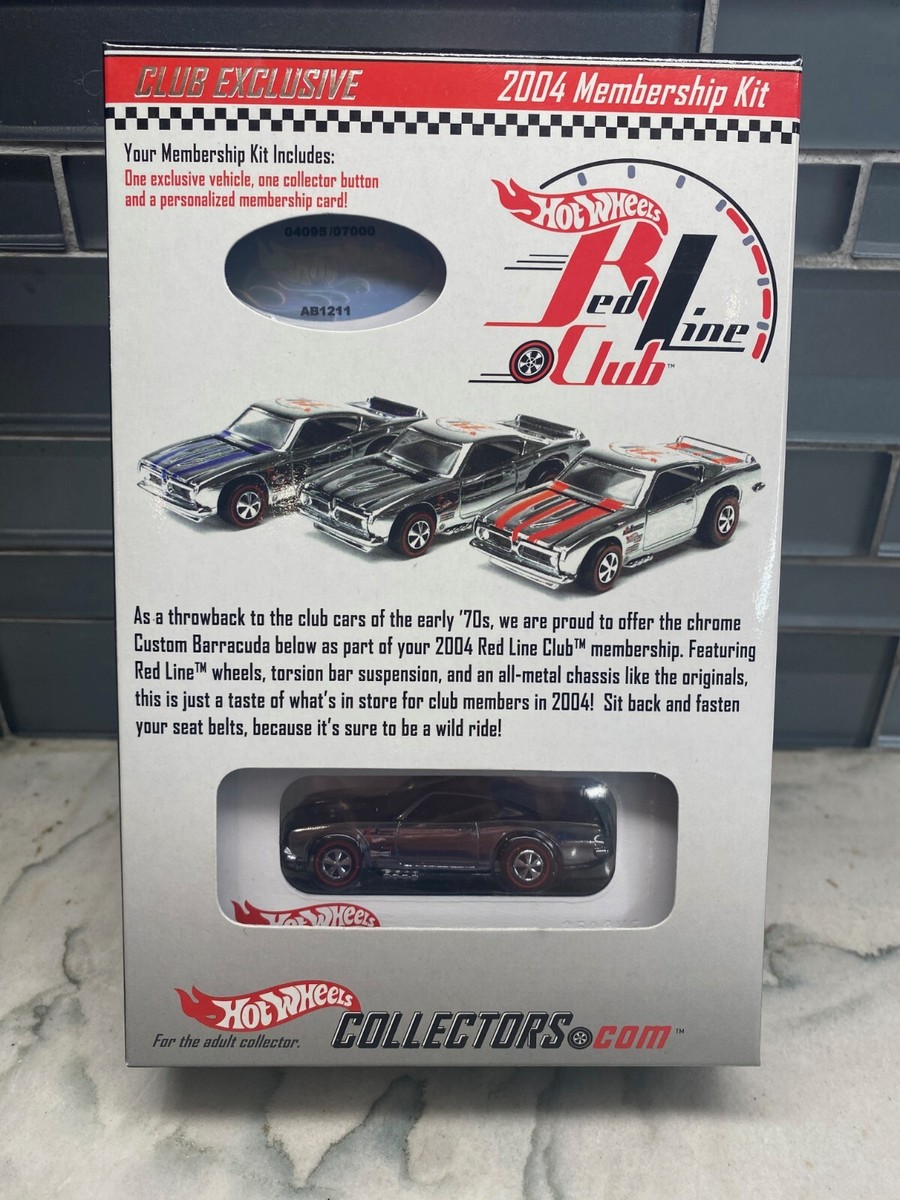 CLUB EXCLUSIVE
2004 Membership Kit
Your Membership Kit Includes:
One exclusive vehicle, one collector button
and a personalized membership card!
04095/07000
AB1211
HOT WHEELS
Red Line
Club™
As a throwback to the club cars of the early '70s, we are proud to offer the chrome
Custom Barracuda below as part of your 2004 Red Line Club™ membership. Featuring
Red Line™ wheels, torsion bar suspension, and an all-metal chassis like the originals,
this is just a taste of what's in store for club members in 2004! Sit back and fasten
your seat belts, because it's sure to be a wild ride!
HOT WHEELS
HOT WHEELS
COLLECTORS.com™
For the adult collector.